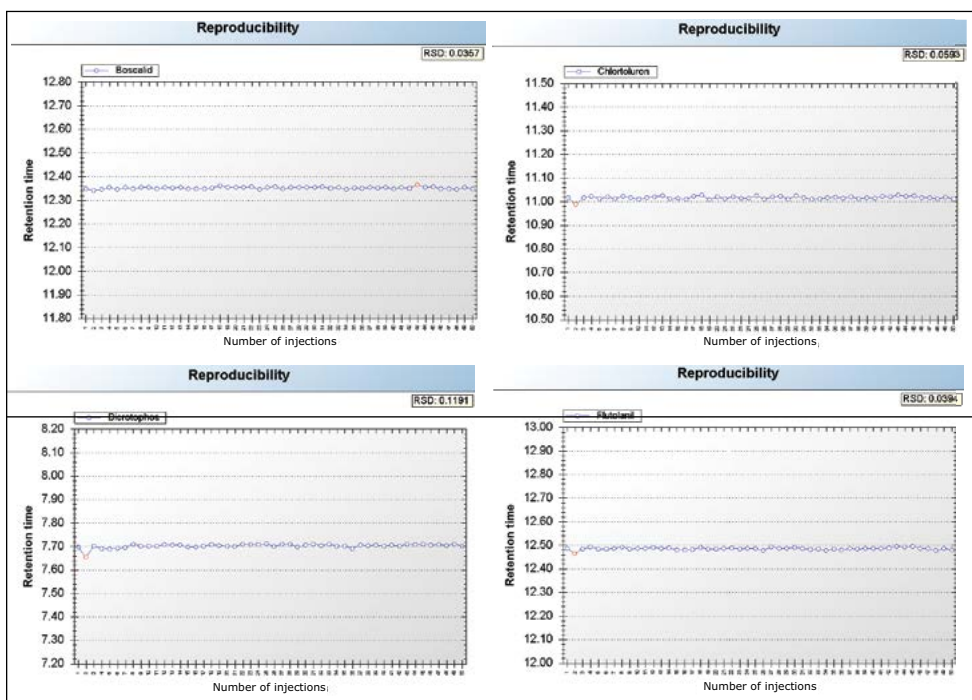 Reproducibility
RSD: 0.0357
Boscalid
12.80
12.70
12.60
12.50
12.40
12.30
12.20
12.10
12.00
11.90
11.80
Retention time
Number of injections
Reproducibility
RSD: 0.0593
Chlortoluron
11.50
11.40
11.30
11.20
11.10
11.00
10.90
10.80
10.70
10.60
10.50
Retention time
Number of injections
Reproducibility
RSD: 0.1191
Dicrotophos
8.20
8.10
8.00
7.90
7.80
7.70
7.60
7.50
7.40
7.30
7.20
Retention time
Number of injections
Reproducibility
RSD: 0.0394
Flutolanil
13.00
12.90
12.80
12.70
12.60
12.50
12.40
12.30
12.20
12.10
12.00
Retention time
Number of injections